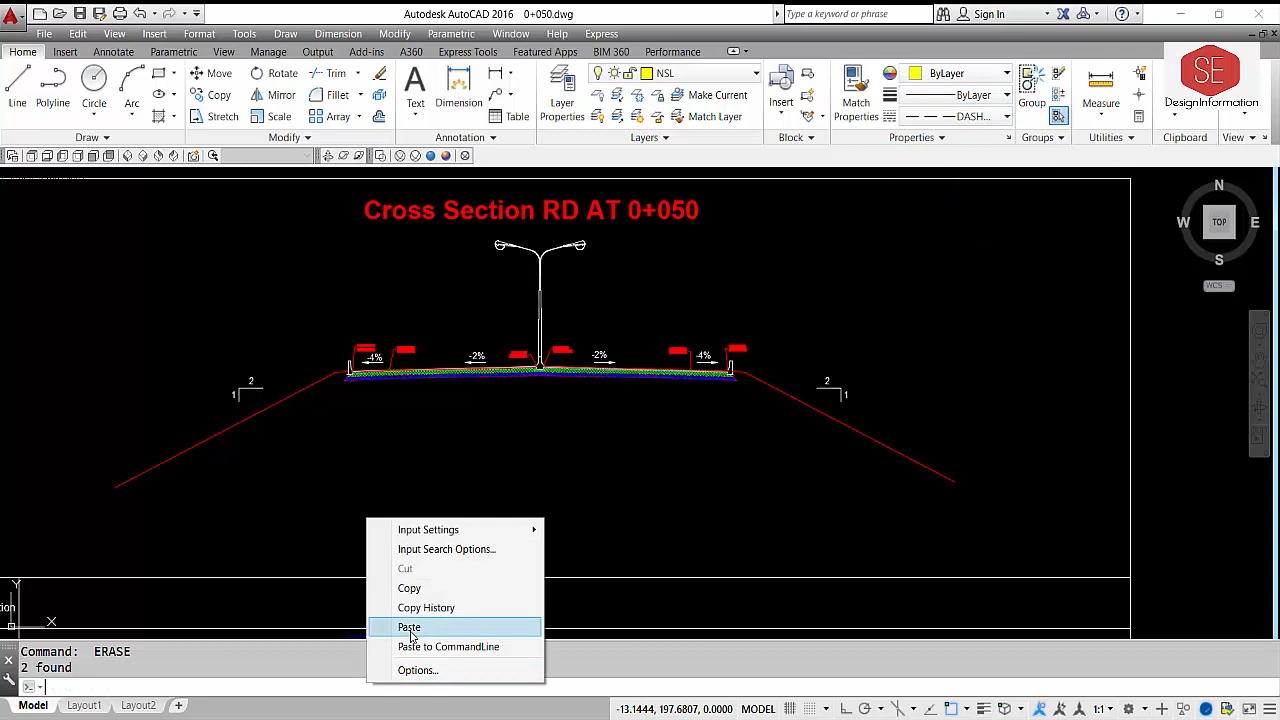 Autodesk AutoCAD 2016 0+050.dwg
Type a keyword or phrase
Sign In
File Edit View Insert Format Tools Draw Dimension Modify Parametric Window Help Express
Home Insert Annotate Parametric View Manage Output Add-ins A360 Express Tools Featured Apps BIM 360 Performance
Line Polyline Circle Arc
Move Rotate Trim
Copy Mirror Fillet
Stretch Scale Array
Text Dimension Table
Layer Properties
NSL
Make Current
Match Layer
Insert
Match Properties
ByLayer
ByLayer
DASH...
Group
Measure
SE
DesignInformation
Draw Modify Annotation Layers Block Properties Groups Utilities Clipboard View
Cross Section RD AT 0+050
N
W TOP E
S
WCS
-4% -2% -2% -4%
2
1
2
1
Input Settings
Input Search Options...
Cut
Copy
Copy History
Paste
Paste to CommandLine
Options...
Y
X
Command: ERASE
2 found
Model Layout1 Layout2 +
-13.1444, 197.6807, 0.0000 MODEL 1:1